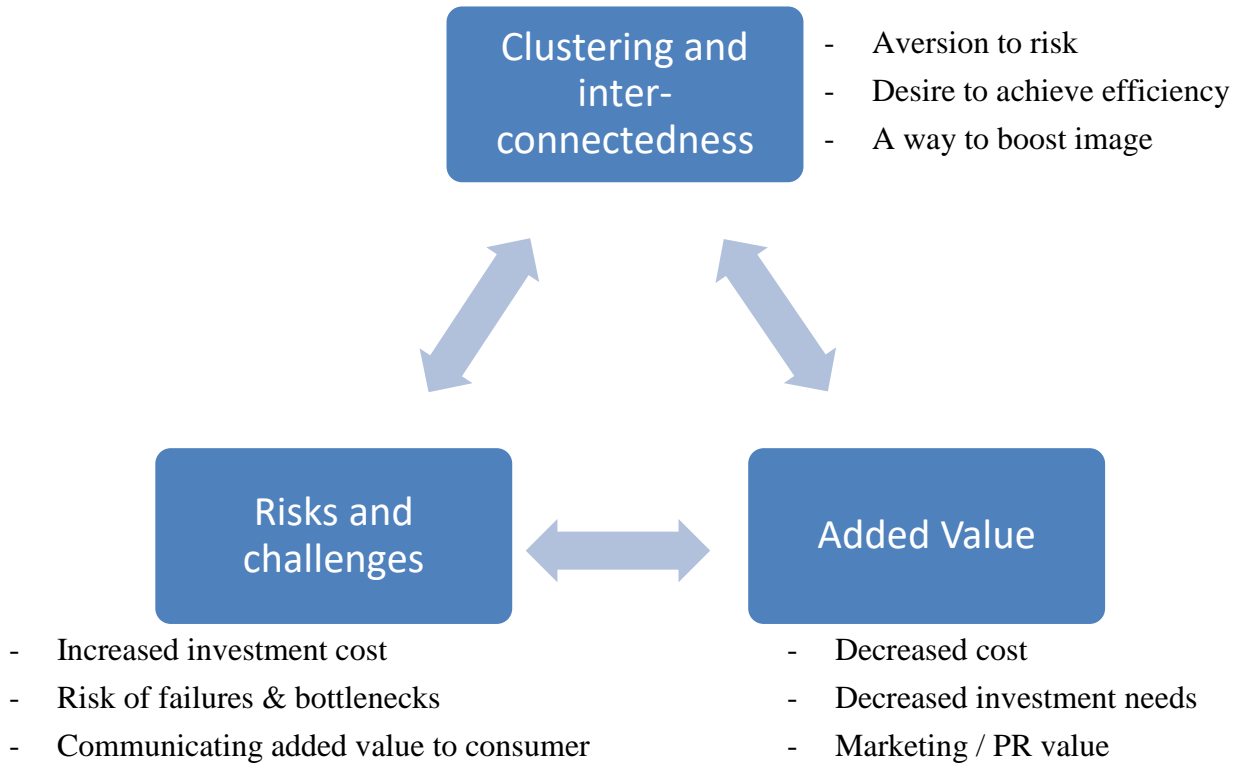 Clustering and
inter-
connectedness
- Aversion to risk
- Desire to achieve efficiency
- A way to boost image
Risks and
challenges
- Increased investment cost
- Risk of failures & bottlenecks
- Communicating added value to consumer
Added Value
- Decreased cost
- Decreased investment needs
- Marketing / PR value